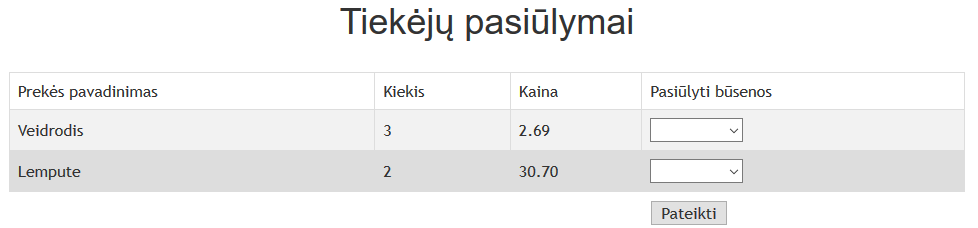 Tiekėjų pasiūlymai
Prekės pavadinimas Kiekis Kaina Pasiūlyti būsenos
Veidrodis 3 2.69
Lempute 2 30.70
Pateikti